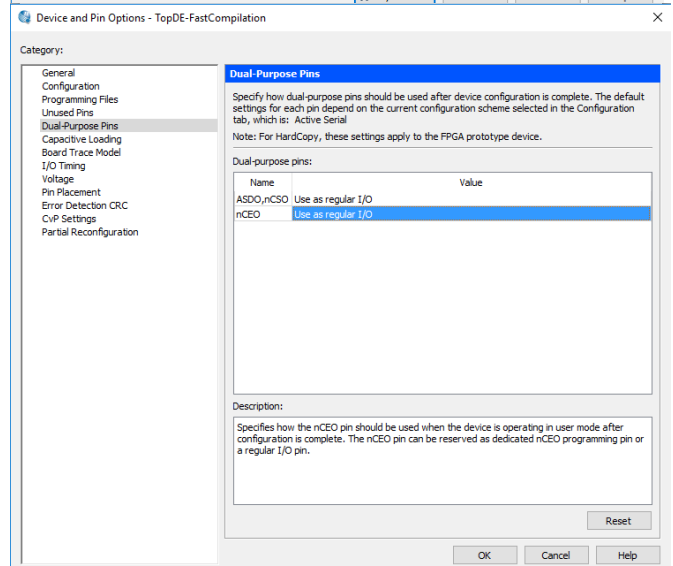 Device and Pin Options - TopDE-FastCompilation
Category:
General
Configuration
Programming Files
Unused Pins
Dual-Purpose Pins
Capacitive Loading
Board Trace Model
I/O Timing
Voltage
Pin Placement
Error Detection CRC
CvP Settings
Partial Reconfiguration
Dual-Purpose Pins
Specify how dual-purpose pins should be used after device configuration is complete. The default
settings for each pin depend on the current configuration scheme selected in the Configuration
tab, which is: Active Serial
Note: For HardCopy, these settings apply to the FPGA prototype device.
Dual-purpose pins:
Name Value
ASDO,nCSO Use as regular I/O
nCEO Use as regular I/O
Description:
Specifies how the nCEO pin should be used when the device is operating in user mode after
configuration is complete. The nCEO pin can be reserved as dedicated nCEO programming pin or
a regular I/O pin.
Reset
OK Cancel Help